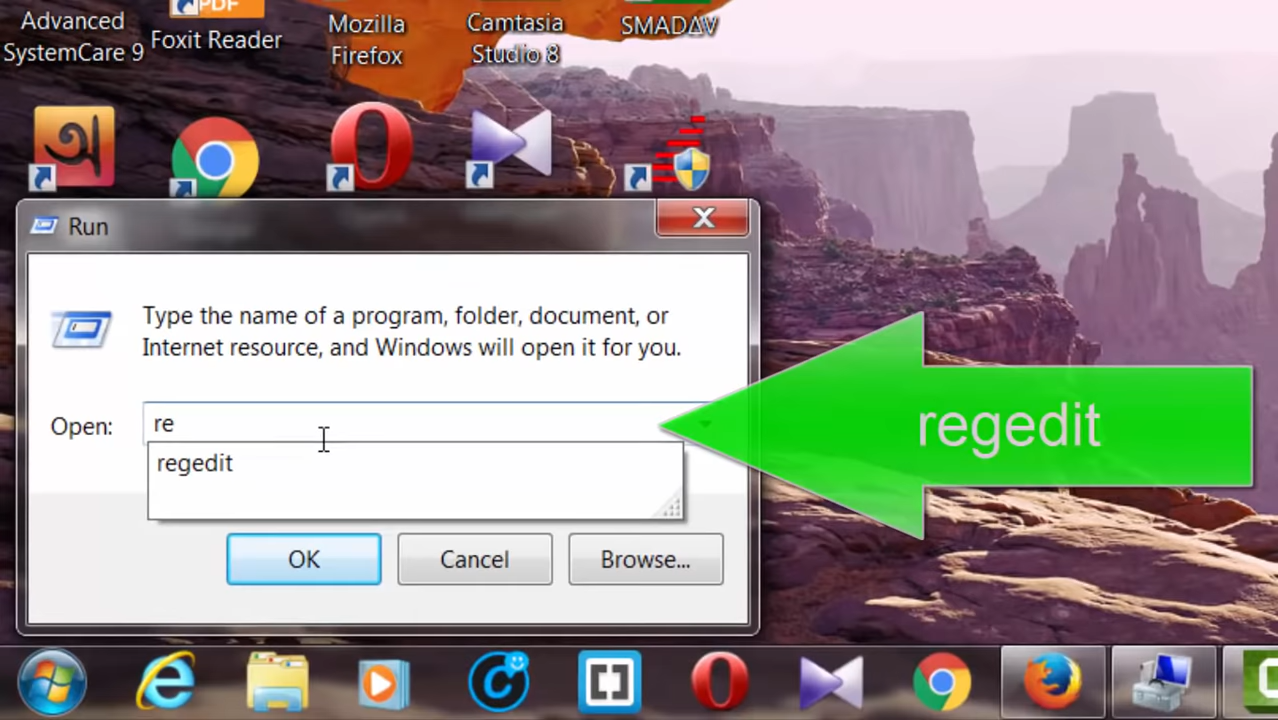 Advanced
SystemCare 9
PDF
Foxit Reader
Mozilla
Firefox
Camtasia
Studio 8
SMADΔV
অ
Run
X
Type the name of a program, folder, document, or
Internet resource, and Windows will open it for you.
Open:
re
regedit
regedit
OK
Cancel
Browse...